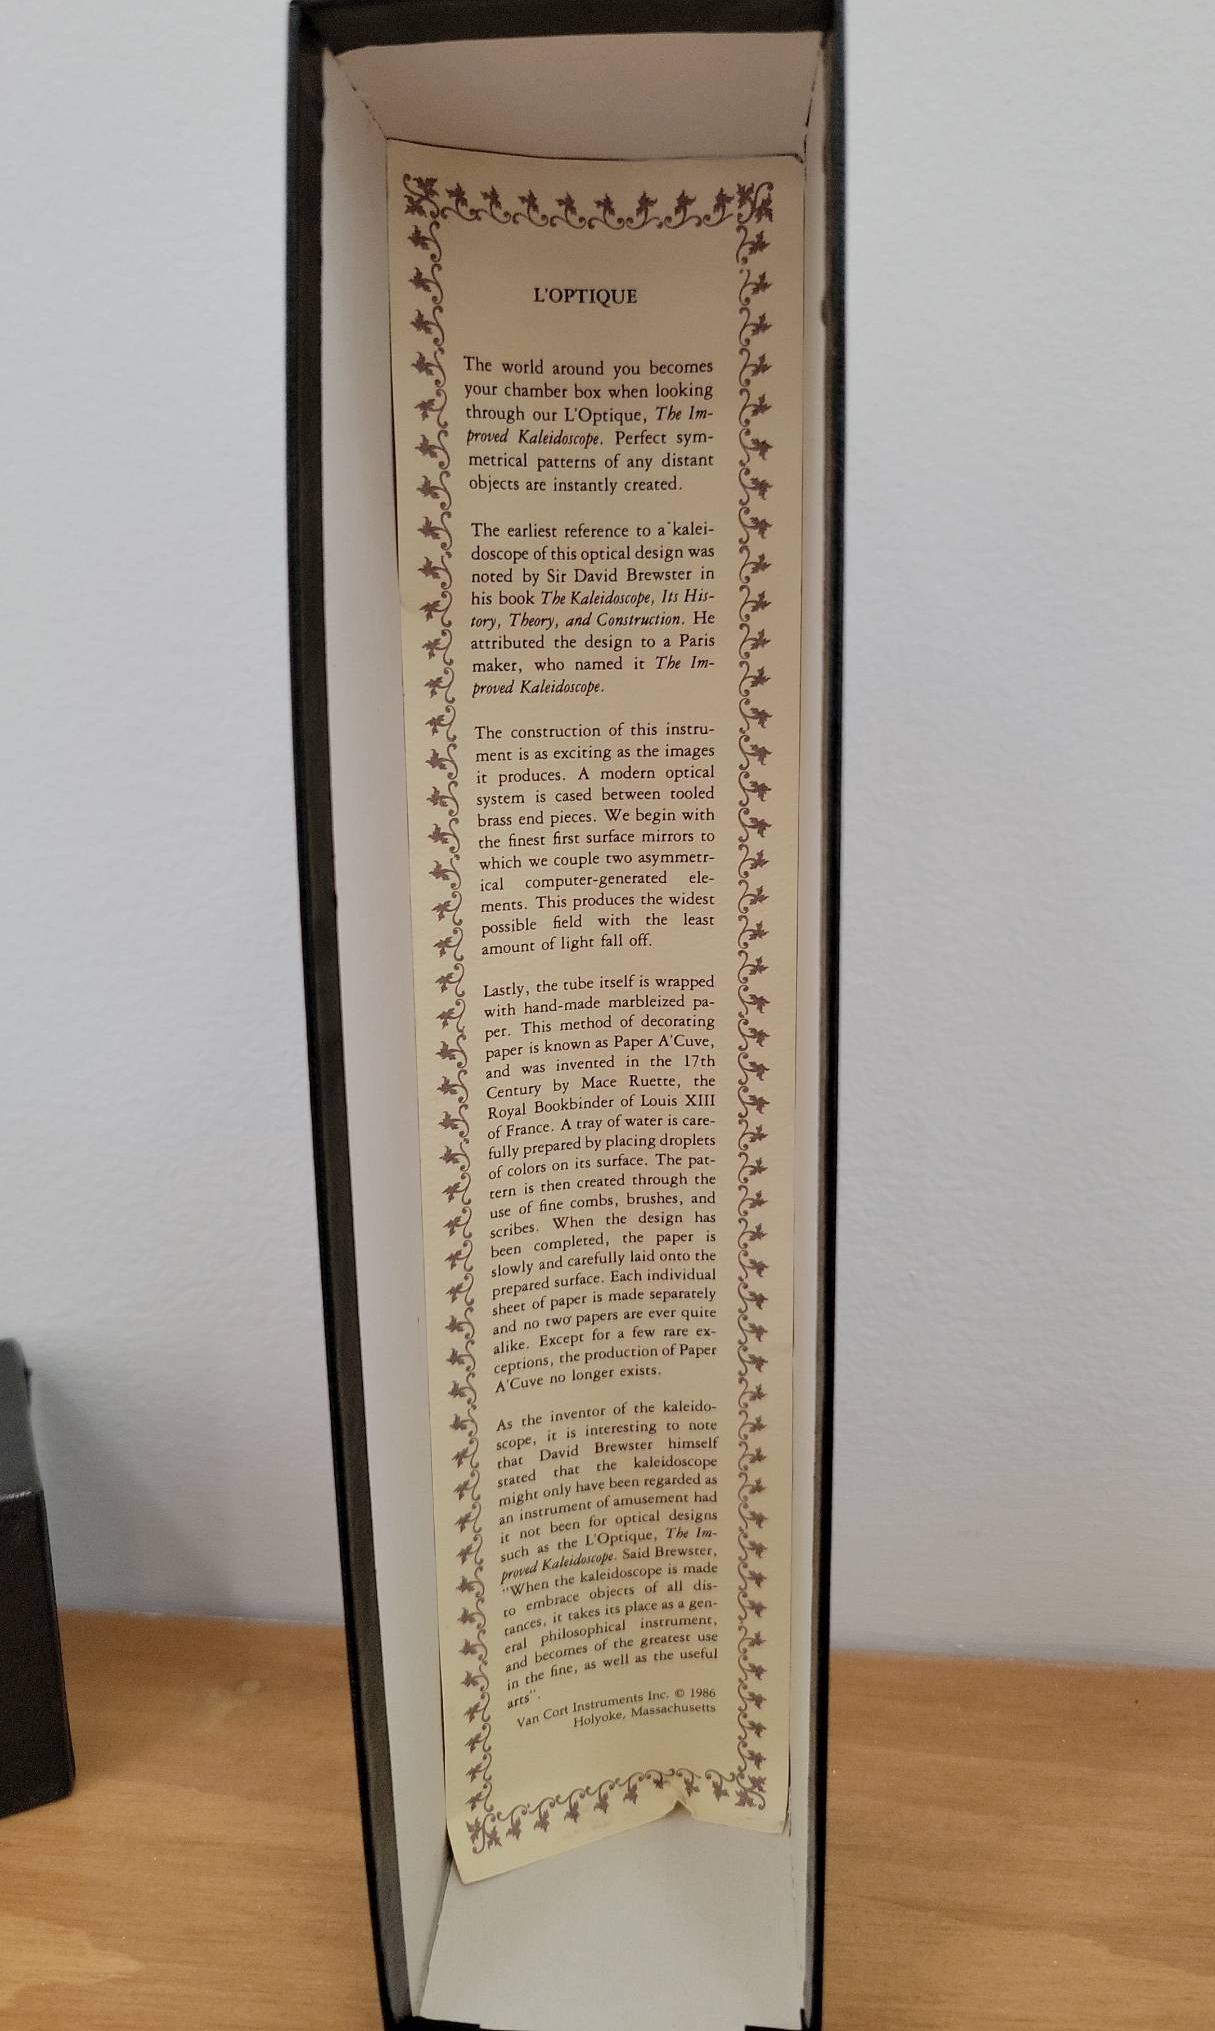 L'OPTIQUE
The world around you becomes
your chamber box when looking
through our L'Optique, The Im-
proved Kaleidoscope. Perfect sym-
metrical patterns of any distant
objects are instantly created.
The earliest reference to a kalei-
doscope of this optical design was
noted by Sir David Brewster in
his book The Kaleidoscope, Its His-
tory, Theory, and Construction. He
attributed the design to a Paris
maker, who named it The Im-
proved Kaleidoscope.
The construction of this instru-
ment is as exciting as the images
it produces. A modern optical
system is cased between tooled
brass end pieces. We begin with
the finest first surface mirrors to
which we couple two asymmetr-
ical computer-generated ele-
ments. This produces the widest
possible field with the least
amount of light fall off.
Lastly, the tube itself is wrapped
with hand-made marbleized pa-
per. This method of decorating
paper is known as Paper A'Cuve,
and was invented in the 17th
Century by Mace Ruette, the
Royal Bookbinder of Louis XIII
of France. A tray of water is care-
fully prepared by placing droplets
of colors on its surface. The pat-
tern is then created through the
use of fine combs, brushes, and
scribes. When the design has
been completed, the paper is
slowly and carefully laid onto the
prepared surface. Each individual
sheet of paper is made separately
and no two papers are ever quite
alike. Except for a few rare ex-
ceptions, the production of Paper
A'Cuve no longer exists.
As the inventor of the kaleido-
scope, it is interesting to note
that David Brewster himself
stated that the kaleidoscope
might only have been regarded as
an instrument of amusement had
it not been for optical designs
such as the L'Optique, The Im-
proved Kaleidoscope. Said Brewster,
"When the kaleidoscope is made
to embrace objects of all dis-
tances, it takes its place as a gen-
eral philosophical instrument,
and becomes of the greatest use
in the fine, as well as the useful
arts".
Van Cort Instruments Inc. © 1986
Holyoke, Massachusetts